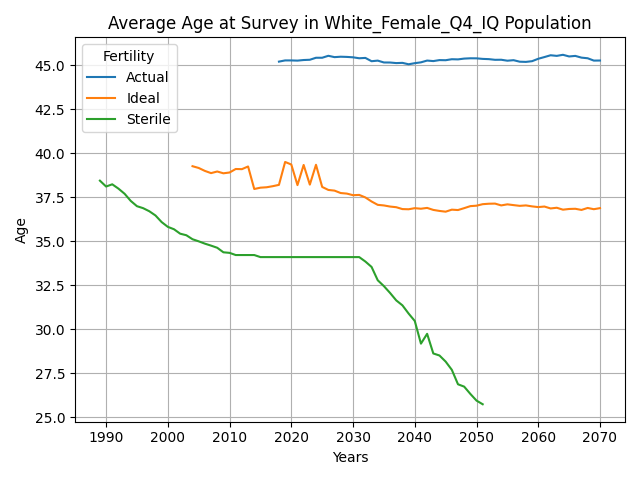 Average Age at Survey in White_Female_Q4_IQ Population
Fertility
Actual
Ideal
Sterile
Age
45.0
42.5
40.0
37.5
35.0
32.5
30.0
27.5
25.0
1990 2000 2010 2020 2030 2040 2050 2060 2070
Years